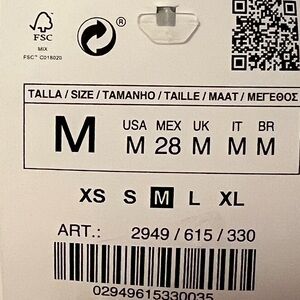 FSC
MIX
FSC™ C018020
®
TALLA / SIZE / TAMANHO / TAILLE / MAAT / ΜΕΓΕΘΟΣ
M
USA MEX UK IT BR
M 28 M M M
XS S M L XL
ART.: 2949 / 615 / 330
02949615330035